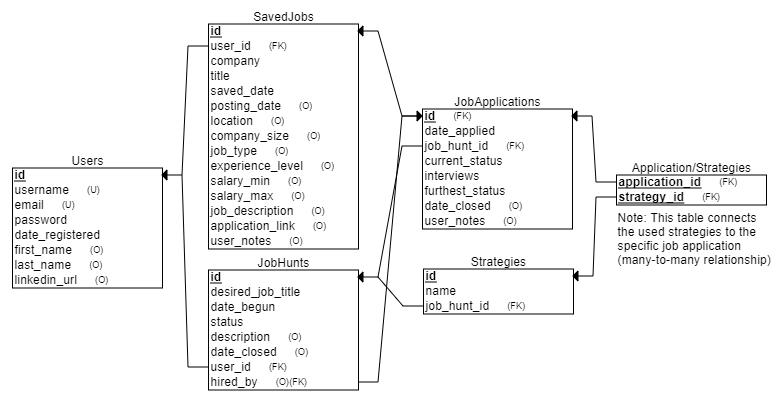 SavedJobs
id
user_id (FK)
company
title
saved_date
posting_date (O)
location (O)
company_size (O)
job_type (O)
experience_level (O)
salary_min (O)
salary_max (O)
job_description (O)
application_link (O)
user_notes (O)
Users
id
username (U)
email (U)
password
date_registered
first_name (O)
last_name (O)
linkedin_url (O)
JobHunts
id
desired_job_title
date_begun
status
description (O)
date_closed (O)
user_id (FK)
hired_by (O)(FK)
JobApplications
id (FK)
date_applied
job_hunt_id (FK)
current_status
interviews
furthest_status
date_closed (O)
user_notes (O)
Strategies
id
name
job_hunt_id (FK)
Application/Strategies
application_id (FK)
strategy_id (FK)
Note: This table connects
the used strategies to the
specific job application
(many-to-many relationship)